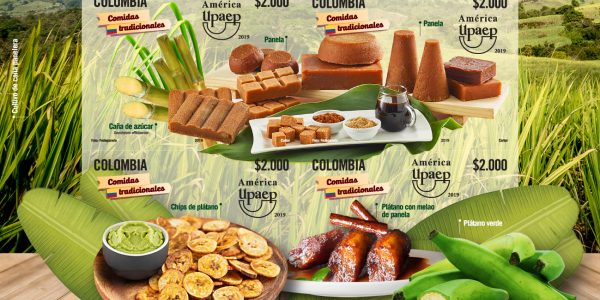 COLOMBIA
Comidas
tradicionales
América
Upaep
2019
$2.000
Panela
Caña de azúcar
COLOMBIA
Comidas
tradicionales
América
Upaep
2019
$2.000
Panela
* Cultivo de caña panelera
COLOMBIA
Comidas
tradicionales
América
Upaep
2019
$2.000
Chips de plátano
COLOMBIA
Comidas
tradicionales
América
Upaep
2019
$2.000
Plátano con melao
de panela
Plátano verde